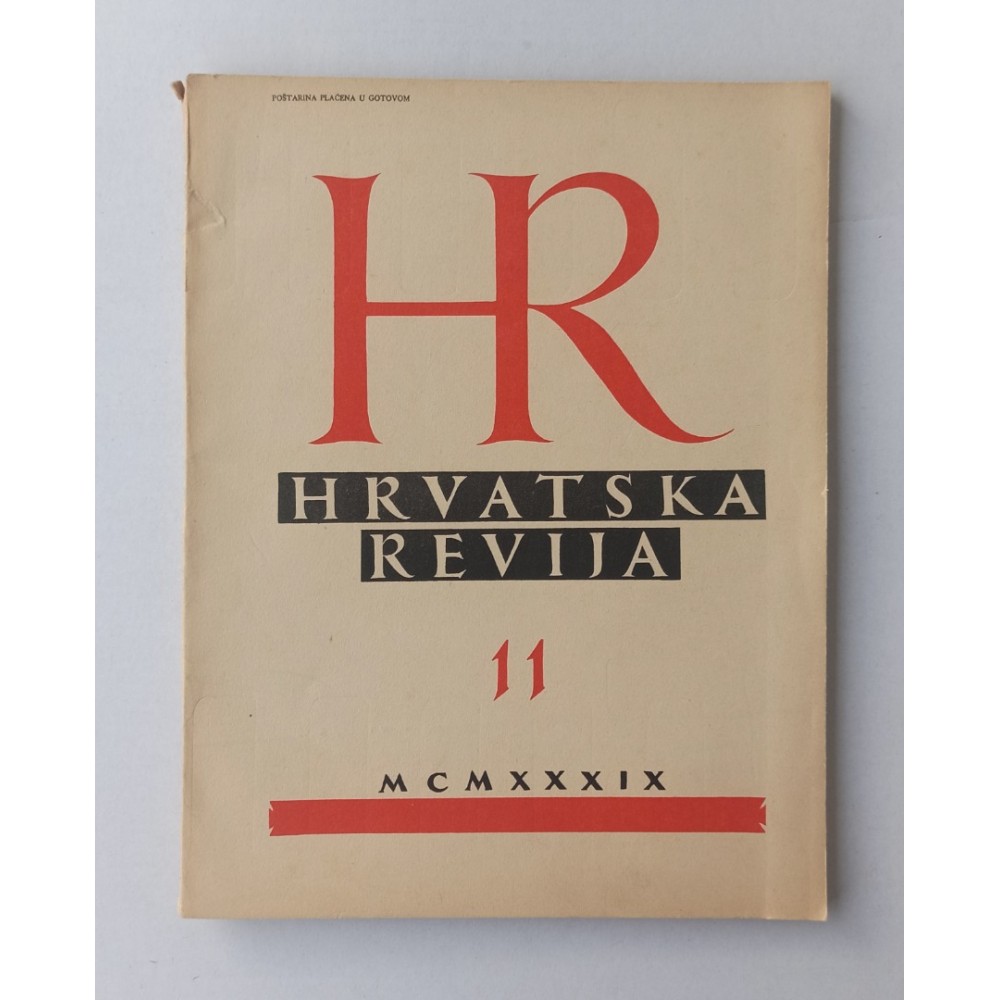 POŠTARINA PLAĆENA U GOTOVOM
HR
HRVATSKA
REVIJA
11
MCMXXXIX